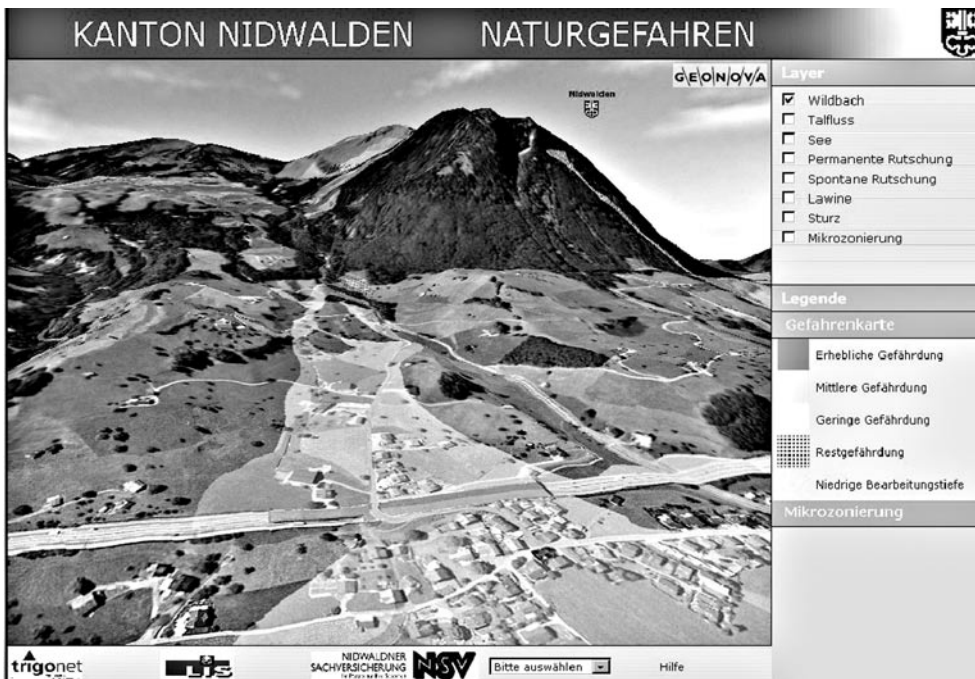 KANTON NIDWALDEN NATURGEFAHREN
GEONOVA
Nidwalden
Layer
Wildbach
Talfluss
See
Permanente Rutschung
Spontane Rutschung
Lawine
Sturz
Mikrozonierung
Legende
Gefahrenkarte
Erhebliche Gefährdung
Mittlere Gefährdung
Geringe Gefährdung
Restgefährdung
Niedrige Bearbeitungstiefe
Mikrozonierung
trigonet
LIS
NIDWALDNER
SACHVERSICHERUNG
NSV
Bitte auswählen
Hilfe